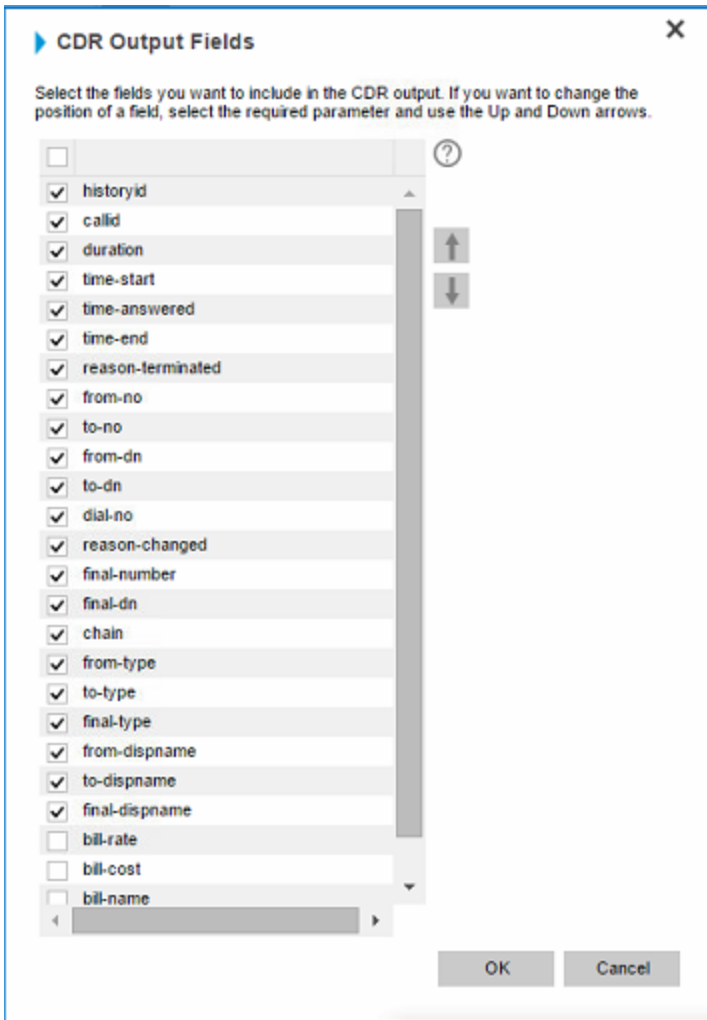 CDR Output Fields
Select the fields you want to include in the CDR output. If you want to change the
position of a field, select the required parameter and use the Up and Down arrows.
?
historyid
callid
duration
time-start
time-answered
time-end
reason-terminated
from-no
to-no
from-dn
to-dn
dial-no
reason-changed
final-number
final-dn
chain
from-type
to-type
final-type
from-dispname
to-dispname
final-dispname
bill-rate
bill-cost
bill-name
OK
Cancel